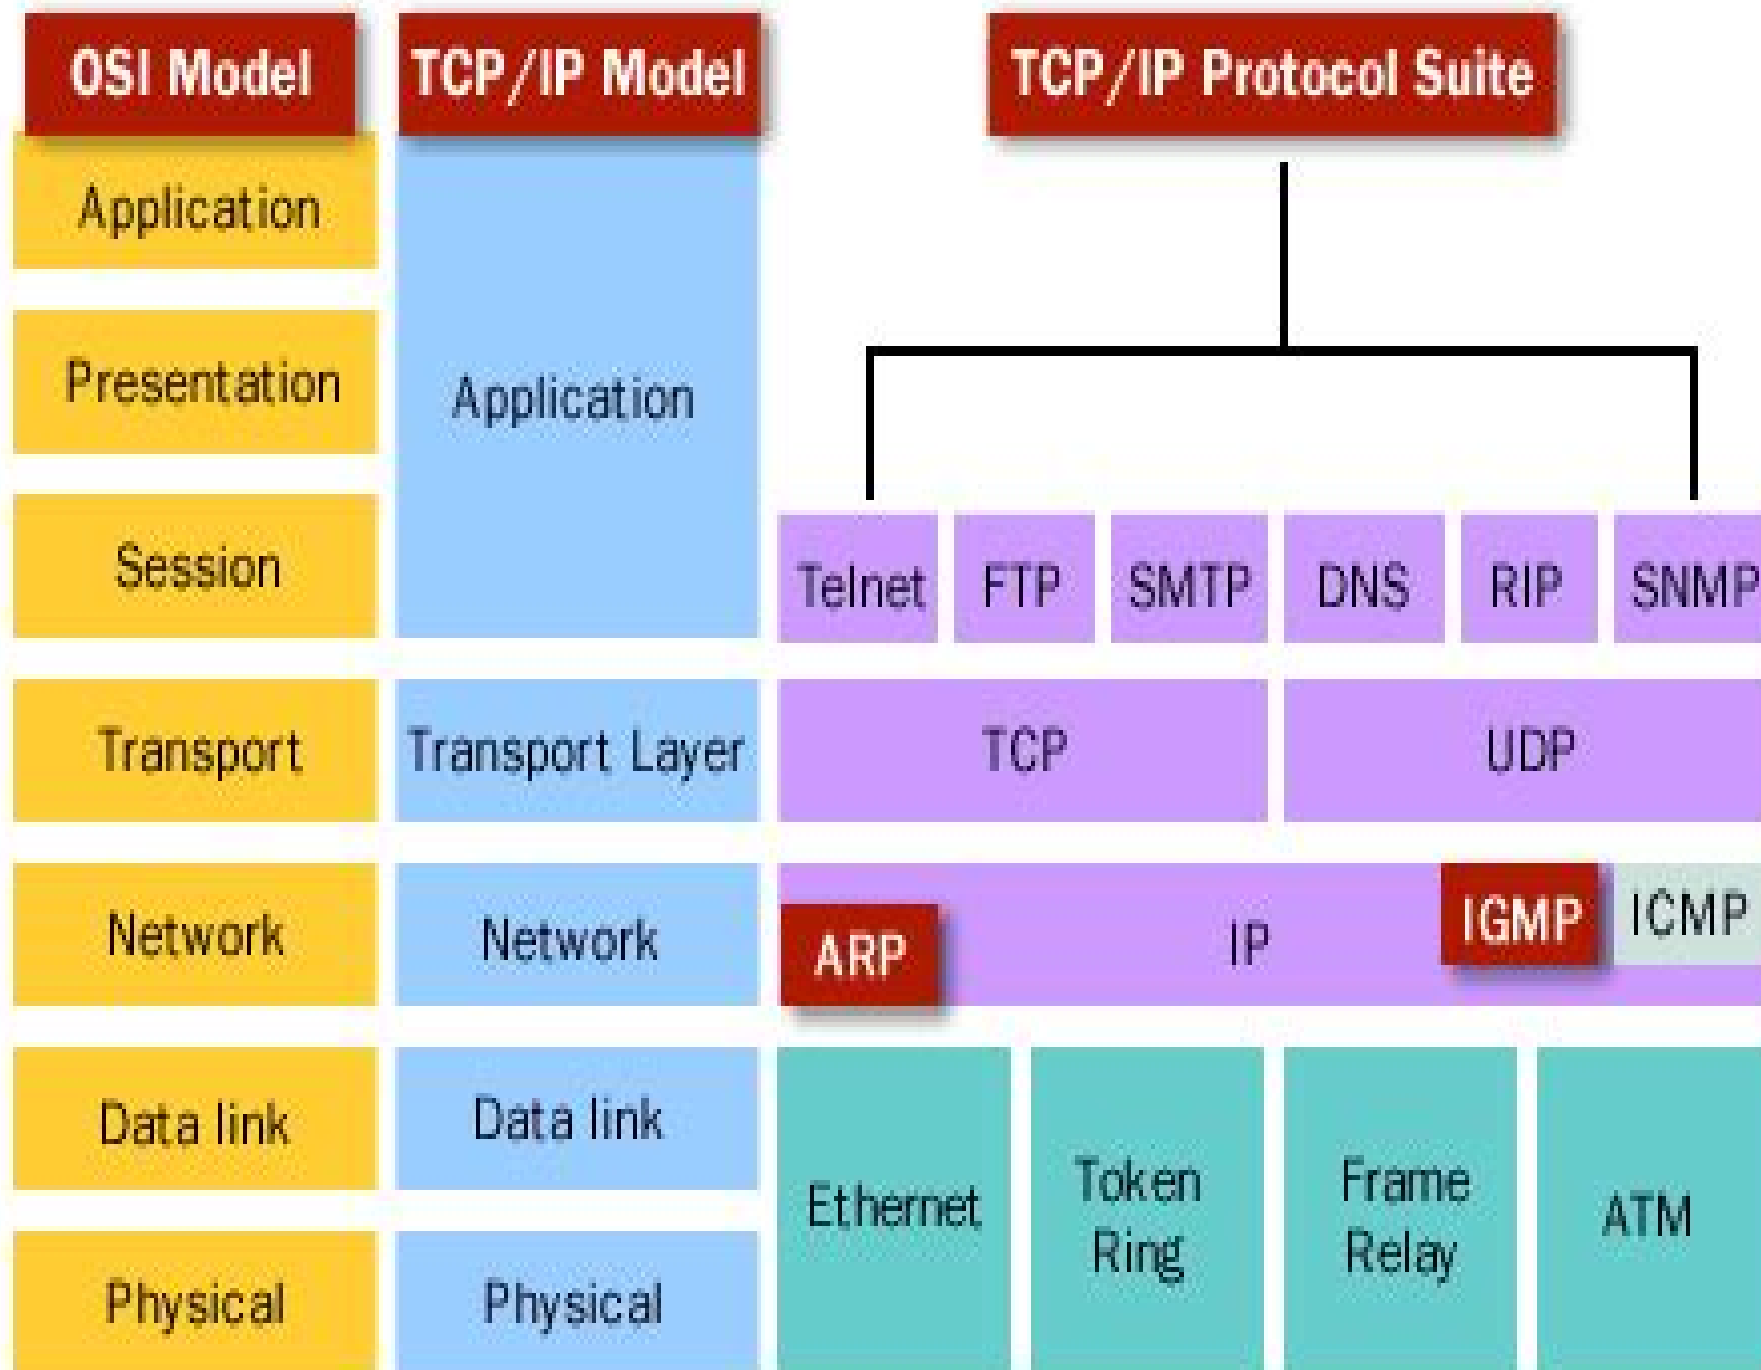 OSI Model
TCP/IP Model
TCP/IP Protocol Suite
Application
Presentation
Application
Session
Telnet
FTP
SMTP
DNS
RIP
SNMP
Transport
Transport Layer
TCP
UDP
Network
Network
ARP
IP
IGMP
ICMP
Data link
Data link
Ethernet
Token
Ring
Frame
Relay
ATM
Physical
Physical